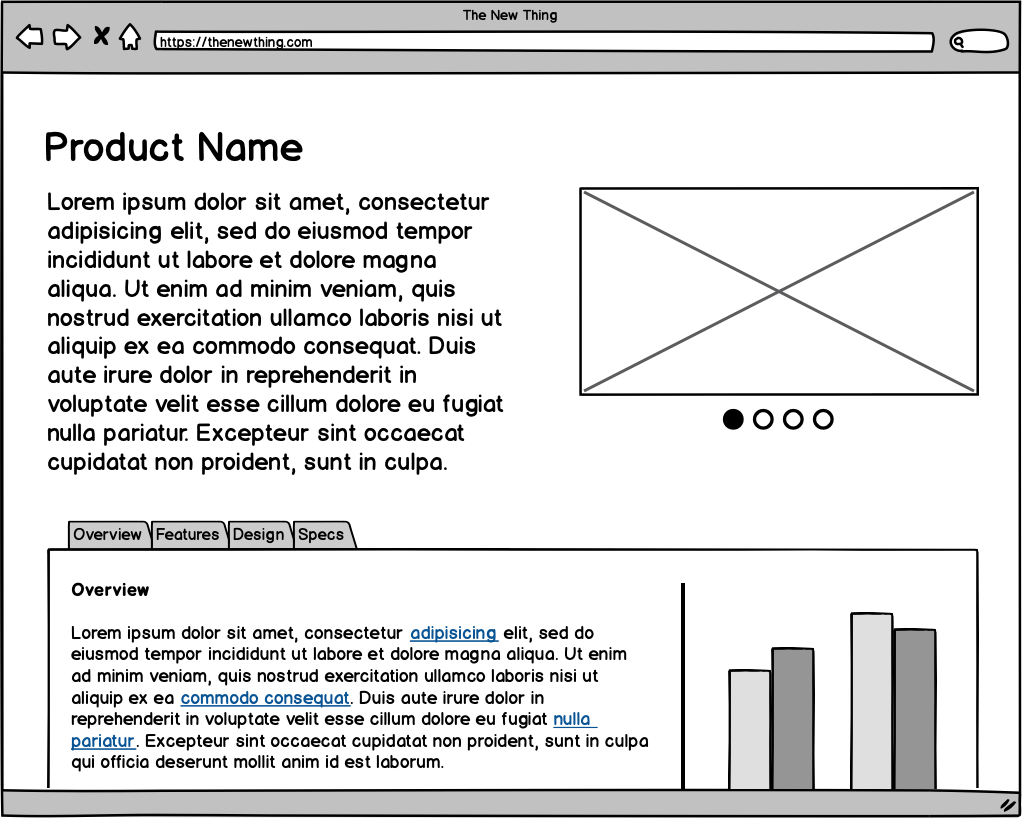 The New Thing
https://thenewthing.com
Product Name
Lorem ipsum dolor sit amet, consectetur
adipisicing elit, sed do eiusmod tempor
incididunt ut labore et dolore magna
aliqua. Ut enim ad minim veniam, quis
nostrud exercitation ullamco laboris nisi ut
aliquip ex ea commodo consequat. Duis
aute irure dolor in reprehenderit in
voluptate velit esse cillum dolore eu fugiat
nulla pariatur. Excepteur sint occaecat
cupidatat non proident, sunt in culpa.
Overview Features Design Specs
Overview
Lorem ipsum dolor sit amet, consectetur adipisicing elit, sed do
eiusmod tempor incididunt ut labore et dolore magna aliqua. Ut enim
ad minim veniam, quis nostrud exercitation ullamco laboris nisi ut
aliquip ex ea commodo consequat. Duis aute irure dolor in
reprehenderit in voluptate velit esse cillum dolore eu fugiat nulla
pariatur. Excepteur sint occaecat cupidatat non proident, sunt in culpa
qui officia deserunt mollit anim id est laborum.